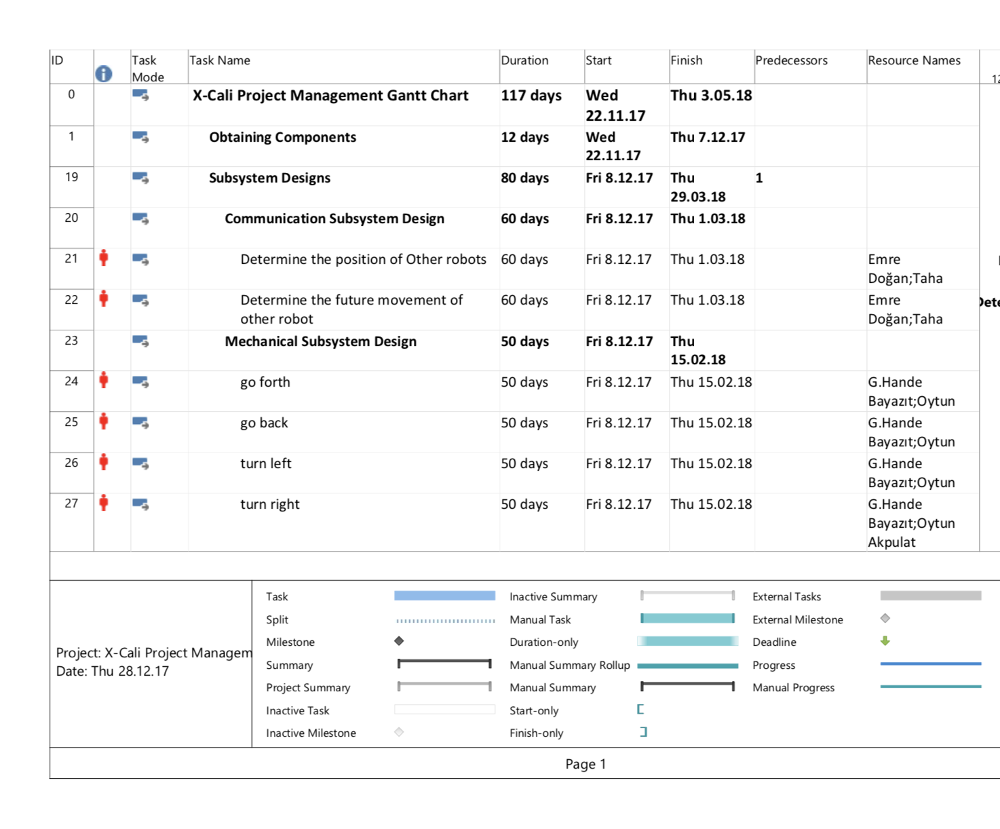 ID Task Task Name Duration Start Finish Predecessors Resource Names
Mode 12
0 X-Cali Project Management Gantt Chart 117 days Wed Thu 3.05.18
22.11.17
1 Obtaining Components 12 days Wed Thu 7.12.17
22.11.17
19 Subsystem Designs 80 days Fri 8.12.17 Thu 1
29.03.18
20 Communication Subsystem Design 60 days Fri 8.12.17 Thu 1.03.18
21 Determine the position of Other robots 60 days Fri 8.12.17 Thu 1.03.18 Emre
Doğan;Taha
22 Determine the future movement of 60 days Fri 8.12.17 Thu 1.03.18 Emre
other robot Doğan;Taha
23 Mechanical Subsystem Design 50 days Fri 8.12.17 Thu
15.02.18
24 go forth 50 days Fri 8.12.17 Thu 15.02.18 G.Hande
Bayazıt;Oytun
25 go back 50 days Fri 8.12.17 Thu 15.02.18 G.Hande
Bayazıt;Oytun
26 turn left 50 days Fri 8.12.17 Thu 15.02.18 G.Hande
Bayazıt;Oytun
27 turn right 50 days Fri 8.12.17 Thu 15.02.18 G.Hande
Bayazıt;Oytun
Akpulat
Project: X-Cali Project Managem
Date: Thu 28.12.17
Task Inactive Summary External Tasks
Split Manual Task External Milestone
Milestone Duration-only Deadline
Summary Manual Summary Rollup Progress
Project Summary Manual Summary Manual Progress
Inactive Task Start-only
Inactive Milestone Finish-only
Page 1